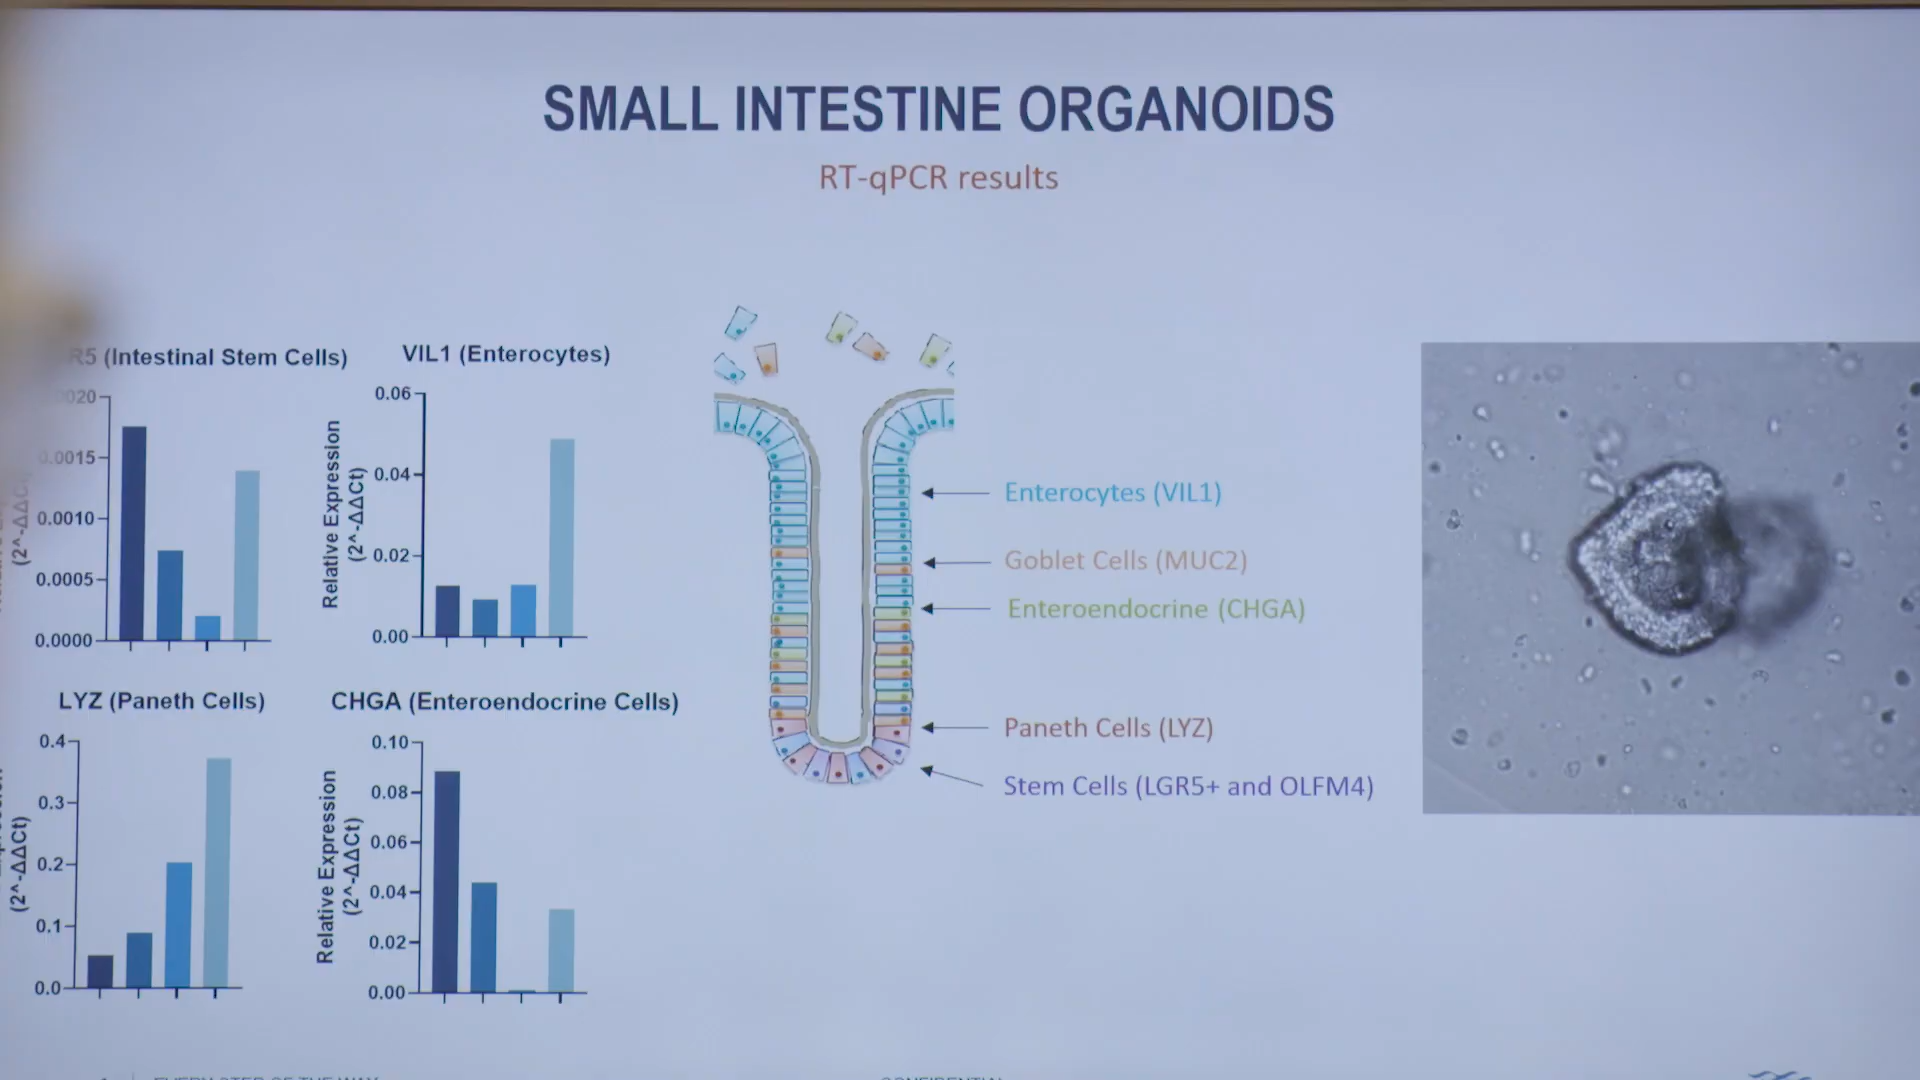 SMALL INTESTINE ORGANOIDS
RT-qPCR results
R5 (Intestinal Stem Cells)
0.0015
0.0010
0.0005
0.0000
(2^-ΔΔCt)
VIL1 (Enterocytes)
Relative Expression
(2^-ΔΔCt)
0.06
0.04
0.02
0.00
LYZ (Paneth Cells)
(2^-ΔΔCt)
0.4
0.3
0.2
0.1
0.0
CHGA (Enteroendocrine Cells)
Relative Expression
(2^-ΔΔCt)
0.10
0.08
0.06
0.04
0.02
0.00
Enterocytes (VIL1)
Goblet Cells (MUC2)
Enteroendocrine (CHGA)
Paneth Cells (LYZ)
Stem Cells (LGR5+ and OLFM4)